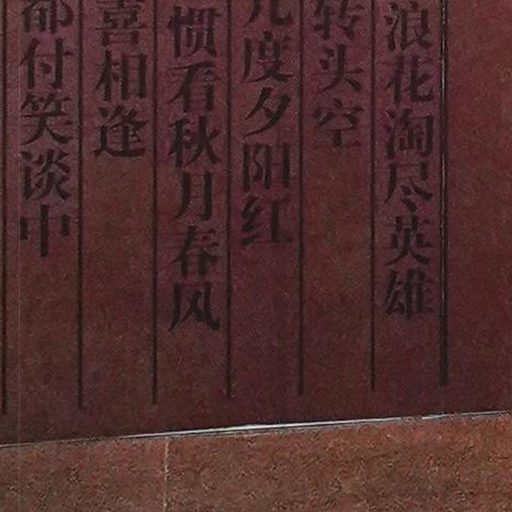 浪花淘尽英雄
转头空
几度夕阳红
惯看秋月春风
喜相逢
都付笑谈中